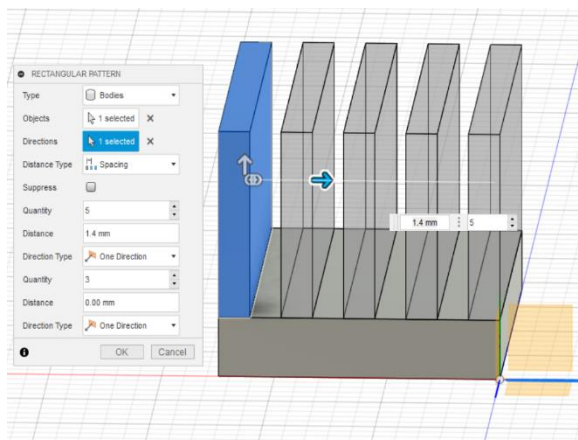 RECTANGULAR PATTERN
Type Bodies
Objects 1 selected
Directions 1 selected
Distance Type Spacing
Suppress
Quantity 5
Distance 1.4 mm
Direction Type One Direction
Quantity 3
Distance 0.00 mm
Direction Type One Direction
OK Cancel
1.4 mm 5